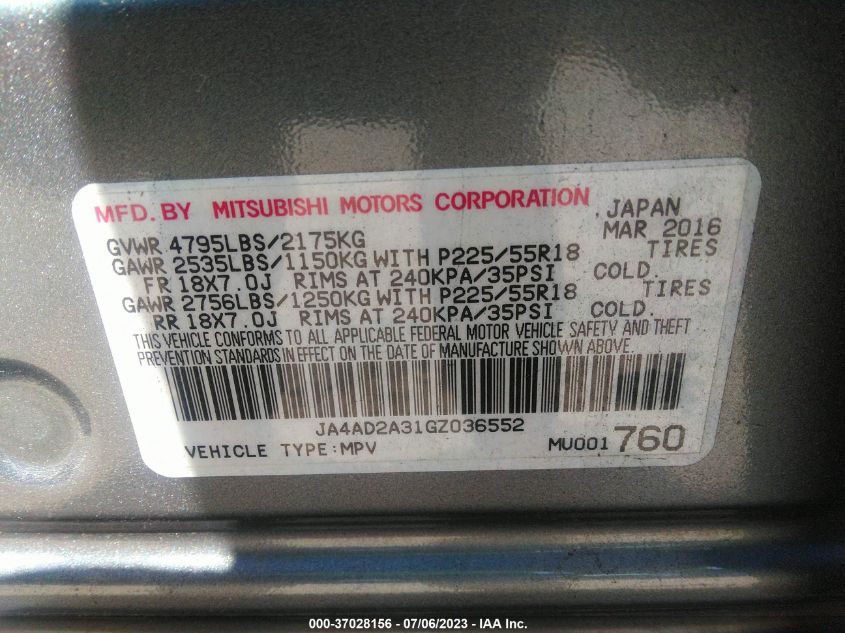 MFD. BY MITSUBISHI MOTORS CORPORATION JAPAN
GVWR 4795LBS/2175KG MAR 2016
GAWR 2535LBS/1150KG WITH P225/55R18 TIRES
FR 18X7.0J RIMS AT 240KPA/35PSI COLD.
GAWR 2756LBS/1250KG WITH P225/55R18 TIRES
RR 18X7.0J RIMS AT 240KPA/35PSI COLD.
THIS VEHICLE CONFORMS TO ALL APPLICABLE FEDERAL MOTOR VEHICLE SAFETY AND THEFT
PREVENTION STANDARDS IN EFFECT ON THE DATE OF MANUFACTURE SHOWN ABOVE.
JA4AD2A31GZ036552
VEHICLE TYPE:MPV MU001 760
000-37028156 - 07/06/2023 - IAA Inc.